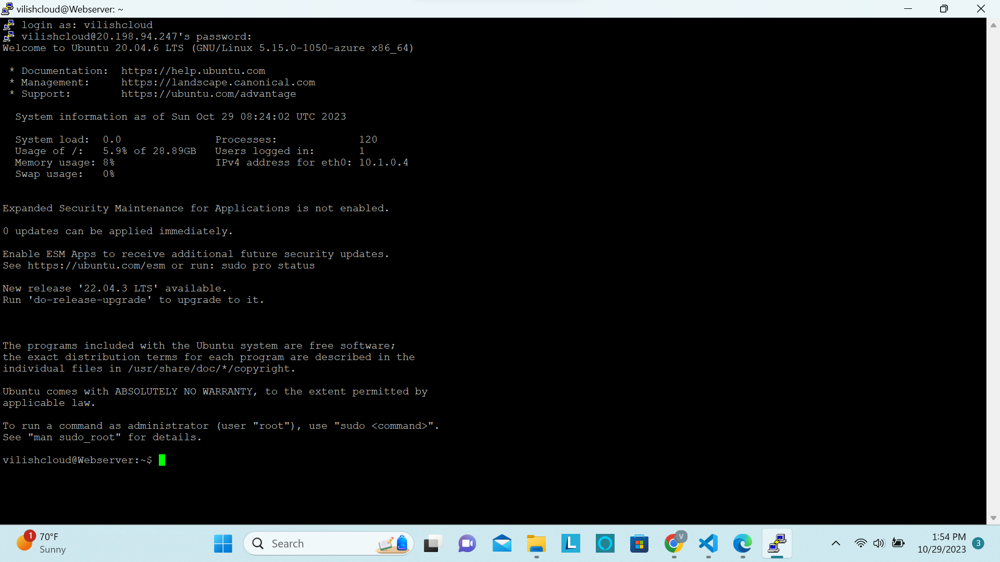 vilishcloud@Webserver: ~
login as: vilishcloud
vilishcloud@20.198.94.247's password:
Welcome to Ubuntu 20.04.6 LTS (GNU/Linux 5.15.0-1050-azure x86_64)
* Documentation:  https://help.ubuntu.com
* Management:     https://landscape.canonical.com
* Support:        https://ubuntu.com/advantage
System information as of Sun Oct 29 08:24:02 UTC 2023
System load:  0.0               Processes:             120
Usage of /:   5.9% of 28.89GB   Users logged in:       1
Memory usage: 8%                IPv4 address for eth0: 10.1.0.4
Swap usage:   0%
Expanded Security Maintenance for Applications is not enabled.
0 updates can be applied immediately.
Enable ESM Apps to receive additional future security updates.
See https://ubuntu.com/esm or run: sudo pro status
New release '22.04.3 LTS' available.
Run 'do-release-upgrade' to upgrade to it.
The programs included with the Ubuntu system are free software;
the exact distribution terms for each program are described in the
individual files in /usr/share/doc/*/copyright.
Ubuntu comes with ABSOLUTELY NO WARRANTY, to the extent permitted by
applicable law.
To run a command as administrator (user "root"), use "sudo <command>".
See "man sudo_root" for details.
vilishcloud@Webserver:~$
1
70°F
Sunny
Search
L
V
1:54 PM
10/29/2023
3